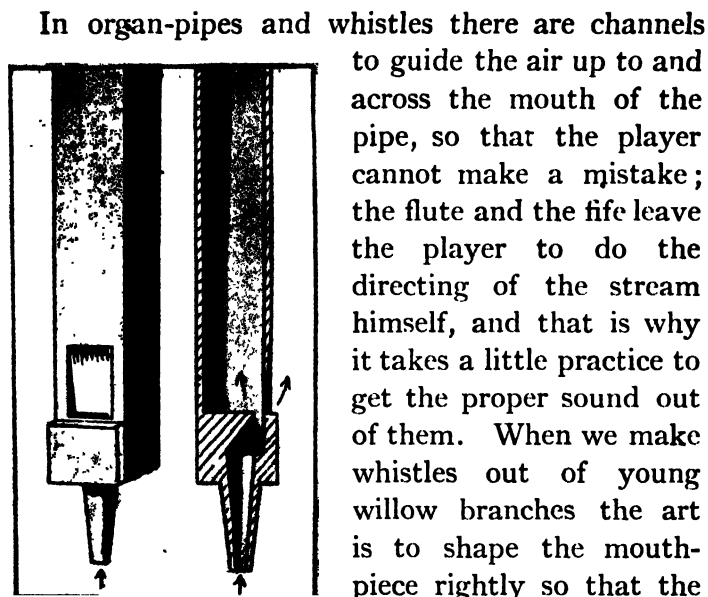 In organ-pipes and whistles there are channels
to guide the air up to and
across the mouth of the
pipe, so that the player
cannot make a mistake;
the flute and the fife leave
the player to do the
directing of the stream
himself, and that is why
it takes a little practice to
get the proper sound out
of them. When we make
whistles out of young
willow branches the art
is to shape the mouth-
piece rightly so that the